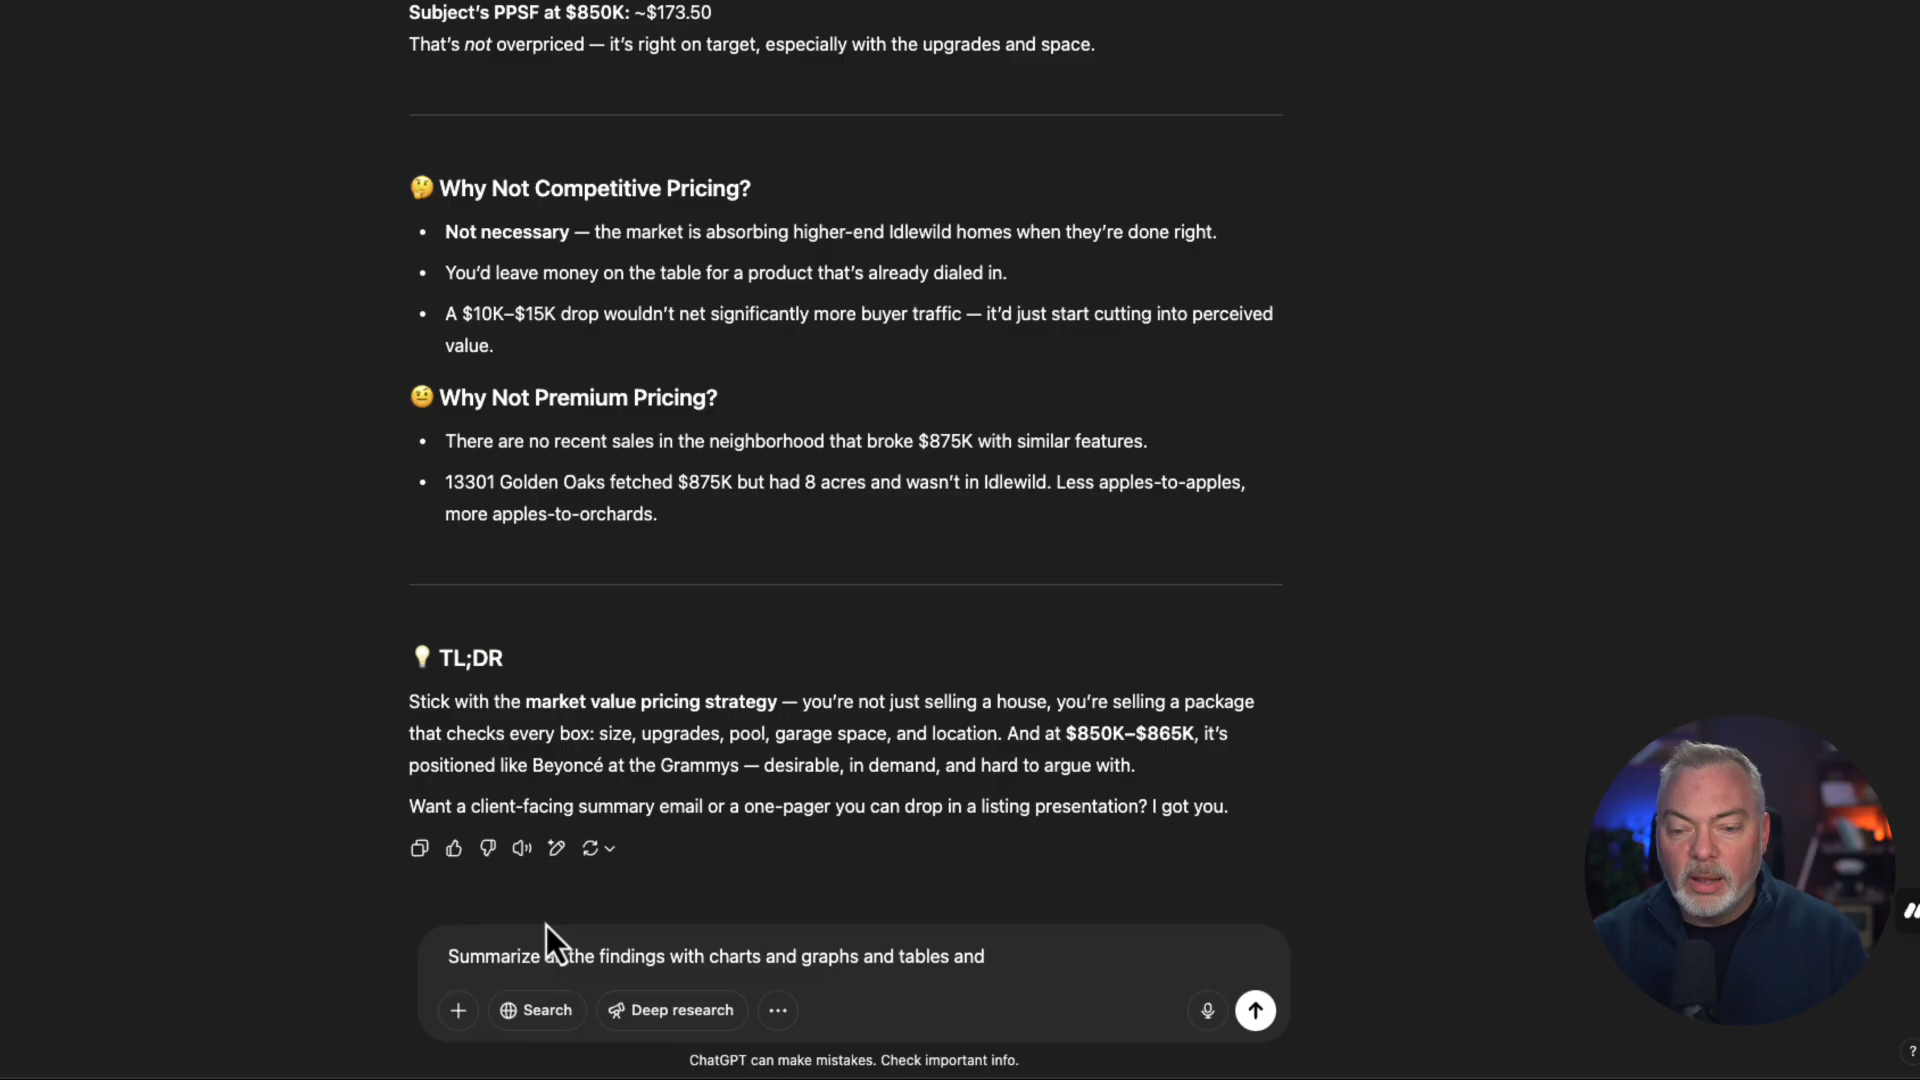 Subject's PPSF at $850K: ~$173.50
That's not overpriced — it's right on target, especially with the upgrades and space.
🤔 Why Not Competitive Pricing?
• Not necessary — the market is absorbing higher-end Idlewild homes when they're done right.
• You'd leave money on the table for a product that's already dialed in.
• A $10K–$15K drop wouldn't net significantly more buyer traffic — it'd just start cutting into perceived
value.
🤨 Why Not Premium Pricing?
• There are no recent sales in the neighborhood that broke $875K with similar features.
• 13301 Golden Oaks fetched $875K but had 8 acres and wasn't in Idlewild. Less apples-to-apples,
more apples-to-orchards.
💡 TL;DR
Stick with the market value pricing strategy — you're not just selling a house, you're selling a package
that checks every box: size, upgrades, pool, garage space, and location. And at $850K–$865K, it's
positioned like Beyoncé at the Grammys — desirable, in demand, and hard to argue with.
Want a client-facing summary email or a one-pager you can drop in a listing presentation? I got you.
Summarize the findings with charts and graphs and tables and
Search
Deep research
ChatGPT can make mistakes. Check important info.
?